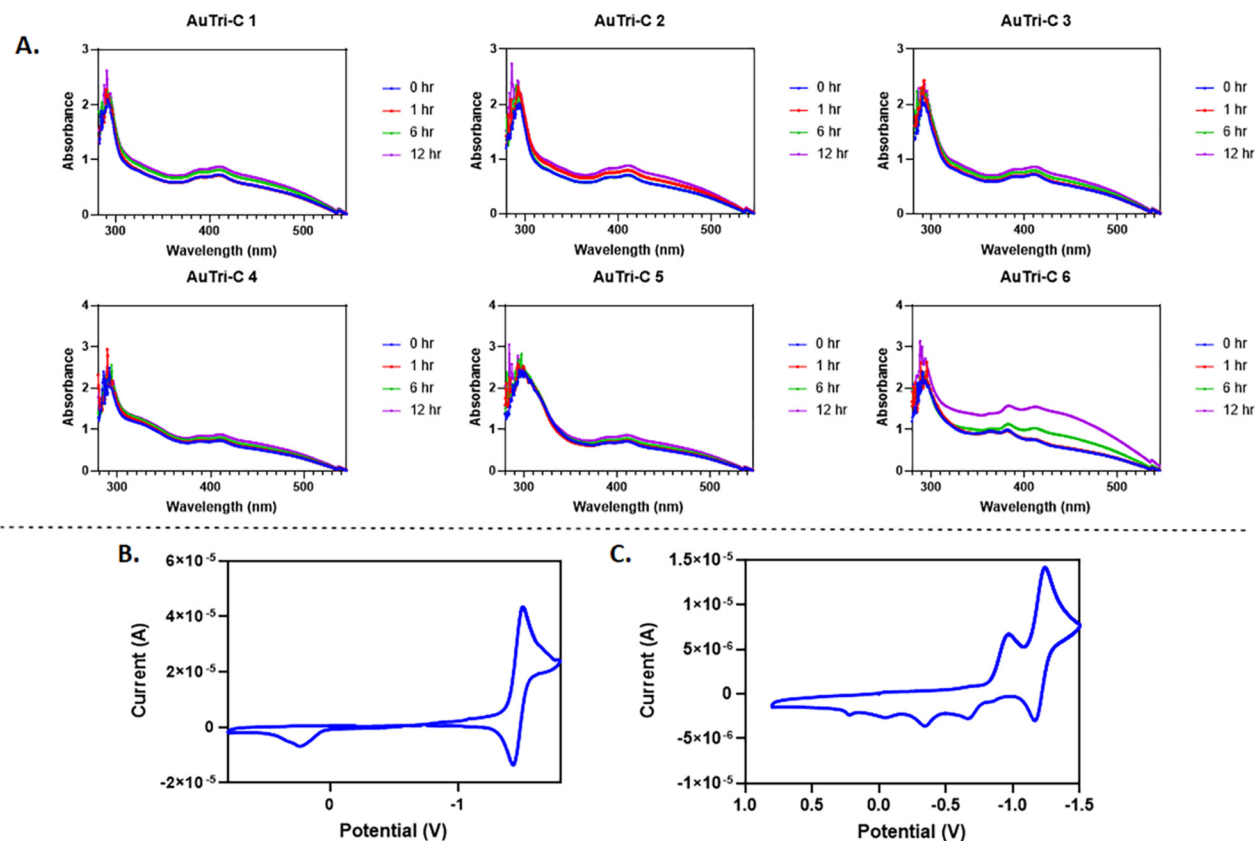 A.
AuTri-C 1
3
2
1
0
Absorbance
300
400
500
Wavelength (nm)
0 hr
1 hr
6 hr
12 hr
AuTri-C 2
3
2
1
0
Absorbance
300
400
500
Wavelength (nm)
0 hr
1 hr
6 hr
12 hr
AuTri-C 3
3
2
1
0
Absorbance
300
400
500
Wavelength (nm)
0 hr
1 hr
6 hr
12 hr
AuTri-C 4
4
3
2
1
0
Absorbance
300
400
500
Wavelength (nm)
0 hr
1 hr
6 hr
12 hr
AuTri-C 5
4
3
2
1
0
Absorbance
300
400
500
Wavelength (nm)
0 hr
1 hr
6 hr
12 hr
AuTri-C 6
4
3
2
1
0
Absorbance
300
400
500
Wavelength (nm)
0 hr
1 hr
6 hr
12 hr
B.
6×10⁻⁵
4×10⁻⁵
2×10⁻⁵
0
-2×10⁻⁵
Current (A)
0
-1
Potential (V)
C.
1.5×10⁻⁵
1×10⁻⁵
5×10⁻⁶
0
-5×10⁻⁶
-1×10⁻⁵
Current (A)
1.0
0.5
0.0
-0.5
-1.0
-1.5
Potential (V)